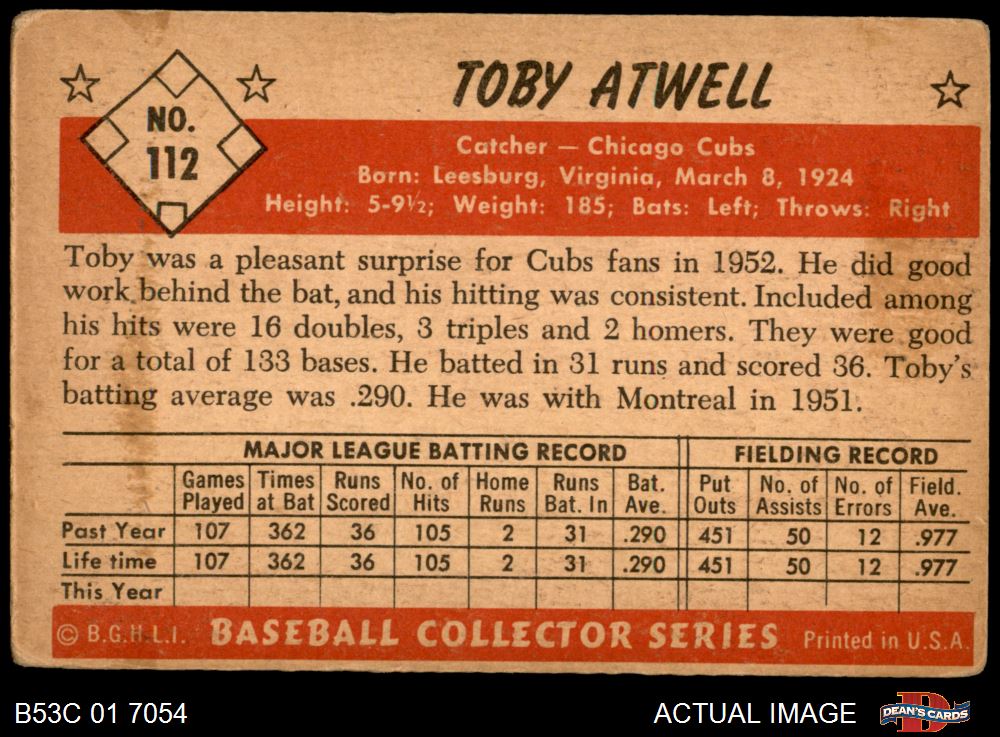 TOBY ATWELL
NO.
112
Catcher — Chicago Cubs
Born: Leesburg, Virginia, March 8, 1924
Height: 5-9½; Weight: 185; Bats: Left; Throws: Right
Toby was a pleasant surprise for Cubs fans in 1952. He did good
work behind the bat, and his hitting was consistent. Included among
his hits were 16 doubles, 3 triples and 2 homers. They were good
for a total of 133 bases. He batted in 31 runs and scored 36. Toby's
batting average was .290. He was with Montreal in 1951.
MAJOR LEAGUE BATTING RECORD FIELDING RECORD
Games Times Runs No. of Home Runs Bat. Put No. of No. of Field.
Played at Bat Scored Hits Runs Bat. In Ave. Outs Assists Errors Ave.
Past Year 107 362 36 105 2 31 .290 451 50 12 .977
Life time 107 362 36 105 2 31 .290 451 50 12 .977
This Year
© B.G.H.L.I. BASEBALL COLLECTOR SERIES Printed in U.S.A.
B53C 01 7054 ACTUAL IMAGE DEAN'S CARDS